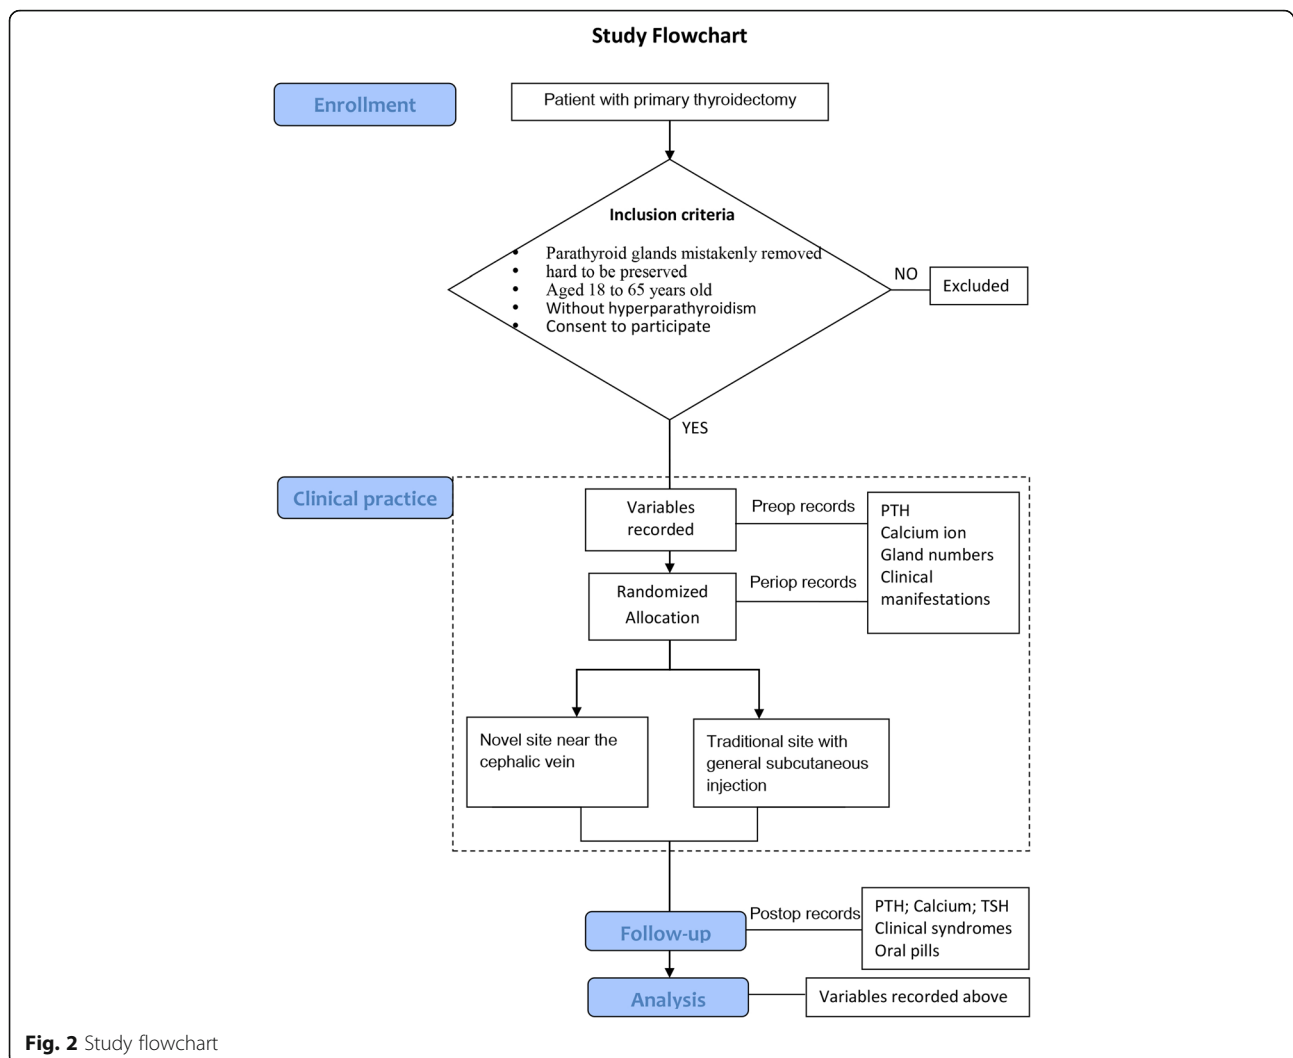 Study Flowchart
Enrollment
Patient with primary thyroidectomy
Inclusion criteria
• Parathyroid glands mistakenly removed
• hard to be preserved
• Aged 18 to 65 years old
• Without hyperparathyroidism
• Consent to participate
NO
Excluded
YES
Clinical practice
Variables
recorded
Preop records
PTH
Calcium ion
Gland numbers
Clinical
manifestations
Periop records
Randomized
Allocation
Novel site near the
cephalic vein
Traditional site with
general subcutaneous
injection
Follow-up
Postop records
PTH; Calcium; TSH
Clinical syndromes
Oral pills
Analysis
Variables recorded above
Fig. 2 Study flowchart